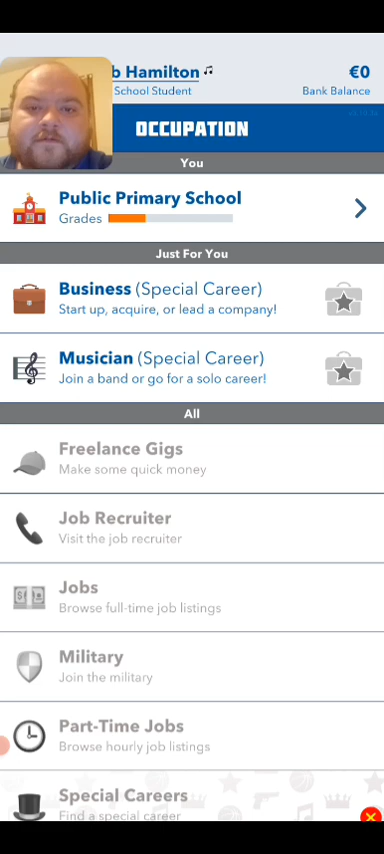 b Hamilton
€0
School Student
Bank Balance
OCCUPATION
You
Public Primary School
Grades
Just For You
Business (Special Career)
Start up, acquire, or lead a company!
Musician (Special Career)
Join a band or go for a solo career!
All
Freelance Gigs
Make some quick money
Job Recruiter
Visit the job recruiter
Jobs
Browse full-time job listings
Military
Join the military
Part-Time Jobs
Browse hourly job listings
Special Careers
Find a special career